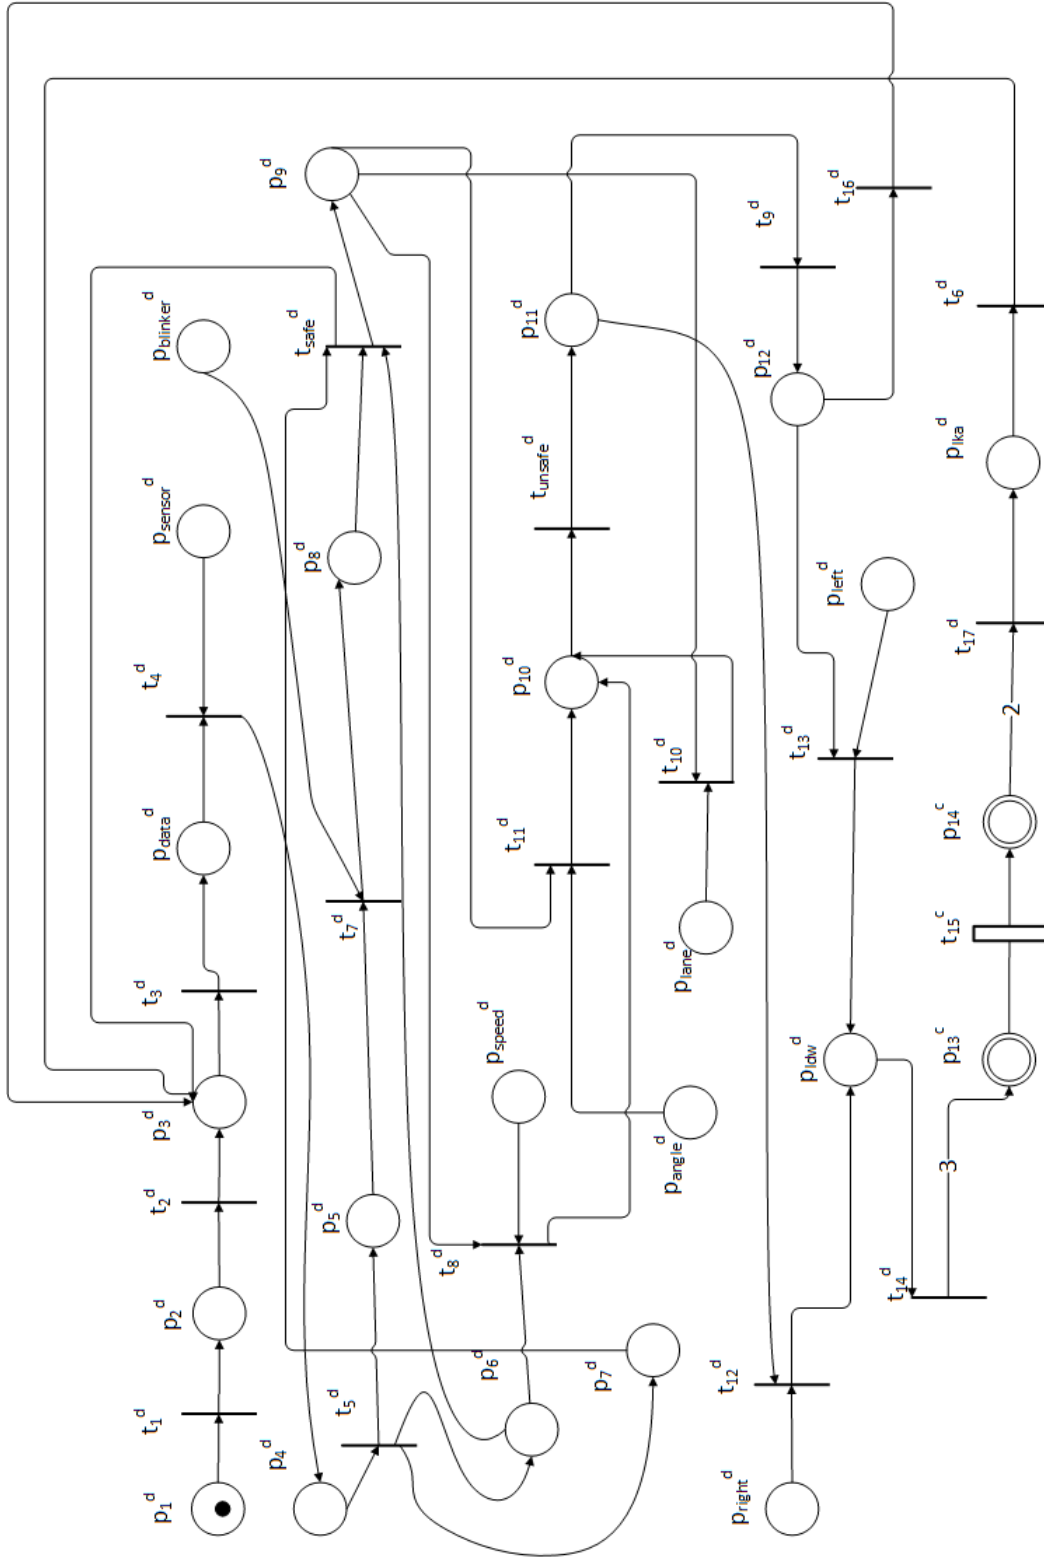 p₁ᵈ
t₁ᵈ
p₂ᵈ
t₂ᵈ
p₃ᵈ
t₃ᵈ
p_dataᵈ
t₄ᵈ
p_sensorᵈ
p_blinkerᵈ
p₄ᵈ
t₅ᵈ
p₅ᵈ
t₇ᵈ
p₈ᵈ
t_safeᵈ
p₉ᵈ
p₆ᵈ
t₈ᵈ
p_speedᵈ
t₁₁ᵈ
p₁₀ᵈ
t_unsafeᵈ
p₁₁ᵈ
p₇ᵈ
p_angleᵈ
p_laneᵈ
t₁₀ᵈ
t₉ᵈ
p_rightᵈ
t₁₂ᵈ
p_ldwᵈ
t₁₃ᵈ
p_leftᵈ
p₁₂ᵈ
t₁₆ᵈ
t₁₄ᵈ
3
p₁₃ᶜ
t₁₅ᶜ
p₁₄ᶜ
2
t₁₇ᵈ
p_lkaᵈ
t₆ᵈ